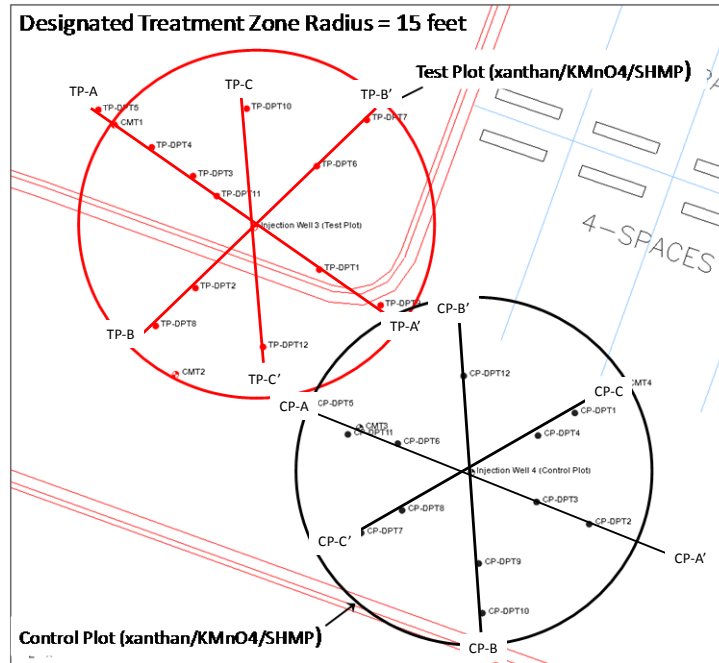 Designated Treatment Zone Radius = 15 feet
Test Plot (xanthan/KMnO4/SHMP)
TP-A
TP-C
TP-B’
TP-DPT5
TP-DPT10
CMT1
TP-DPT7
TP-DPT4
TP-DPT6
TP-DPT3
TP-DPT11
Injection Well 3 (Test Plot)
4-SPACES
TP-DPT1
TP-DPT2
CP-B’
TP-DPT8
TP-A’
TP-B
TP-DPT12
TP-C’
CMT2
CP-DPT12
CP-C
CMT4
CP-A
CP-DPT5
CP-DPT1
CMT3
CP-DPT11
CP-DPT6
CP-DPT4
Injection Well 4 (Control Plot)
CP-DPT3
CP-DPT8
CP-DPT2
CP-DPT7
CP-C’
CP-A’
CP-DPT9
CP-DPT10
Control Plot (xanthan/KMnO4/SHMP)
CP-B